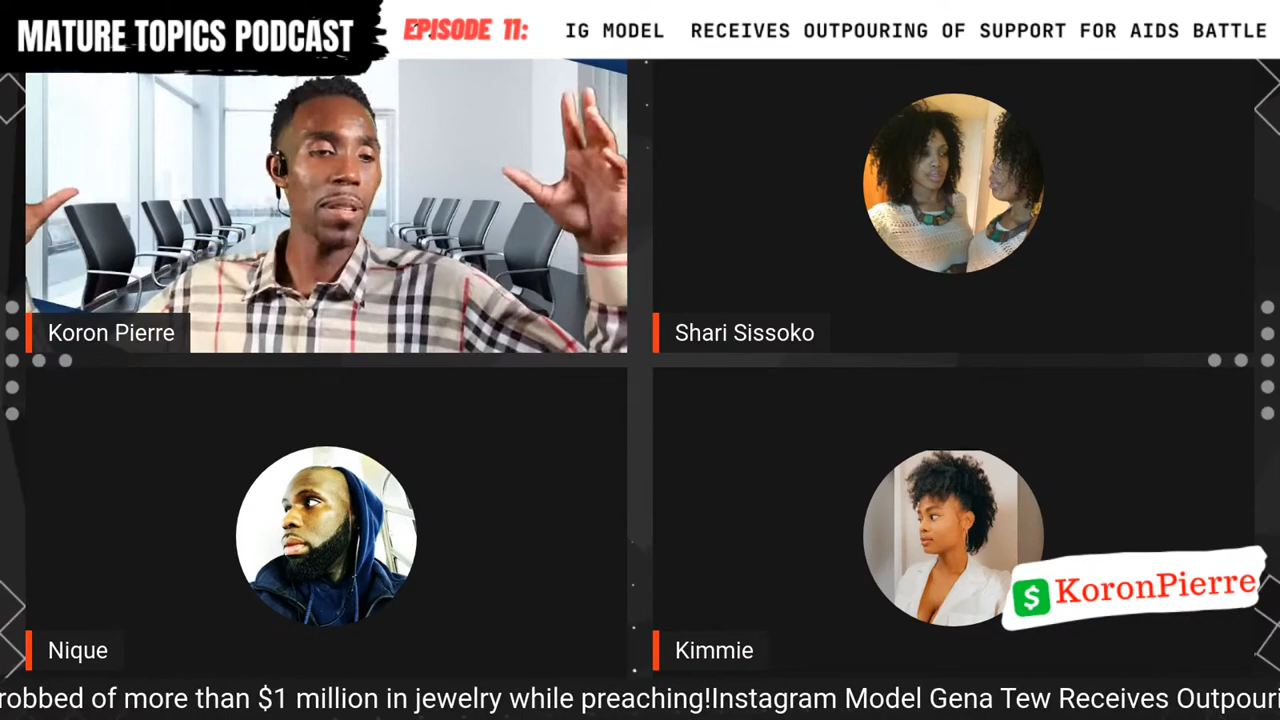 MATURE TOPICS PODCAST
EPISODE 11: IG MODEL RECEIVES OUTPOURING OF SUPPORT FOR AIDS BATTLE
Koron Pierre
Shari Sissoko
Nique
Kimmie
$ KoronPierre
robbed of more than $1 million in jewelry while preaching!Instagram Model Gena Tew Receives Outpouri